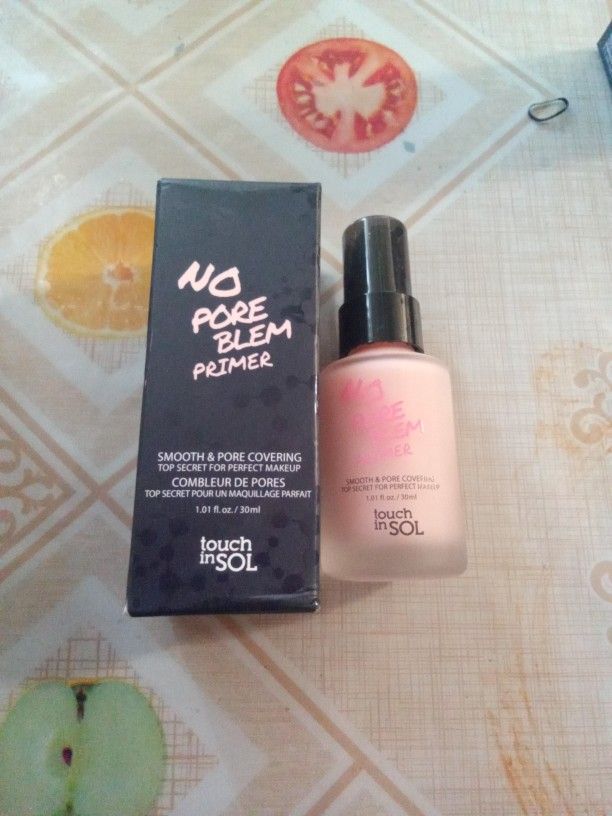 NO
PORE
BLEM
PRIMER
SMOOTH & PORE COVERING
TOP SECRET FOR PERFECT MAKEUP
COMBLEUR DE PORES
TOP SECRET POUR UN MAQUILLAGE PARFAIT
1.01 fl.oz. / 30ml
touch
in SOL
No
PORE
BLEM
PRIMER
SMOOTH & PORE COVERING
TOP SECRET FOR PERFECT MAKEUP
1.01 fl.oz. / 30ml
touch
in SOL